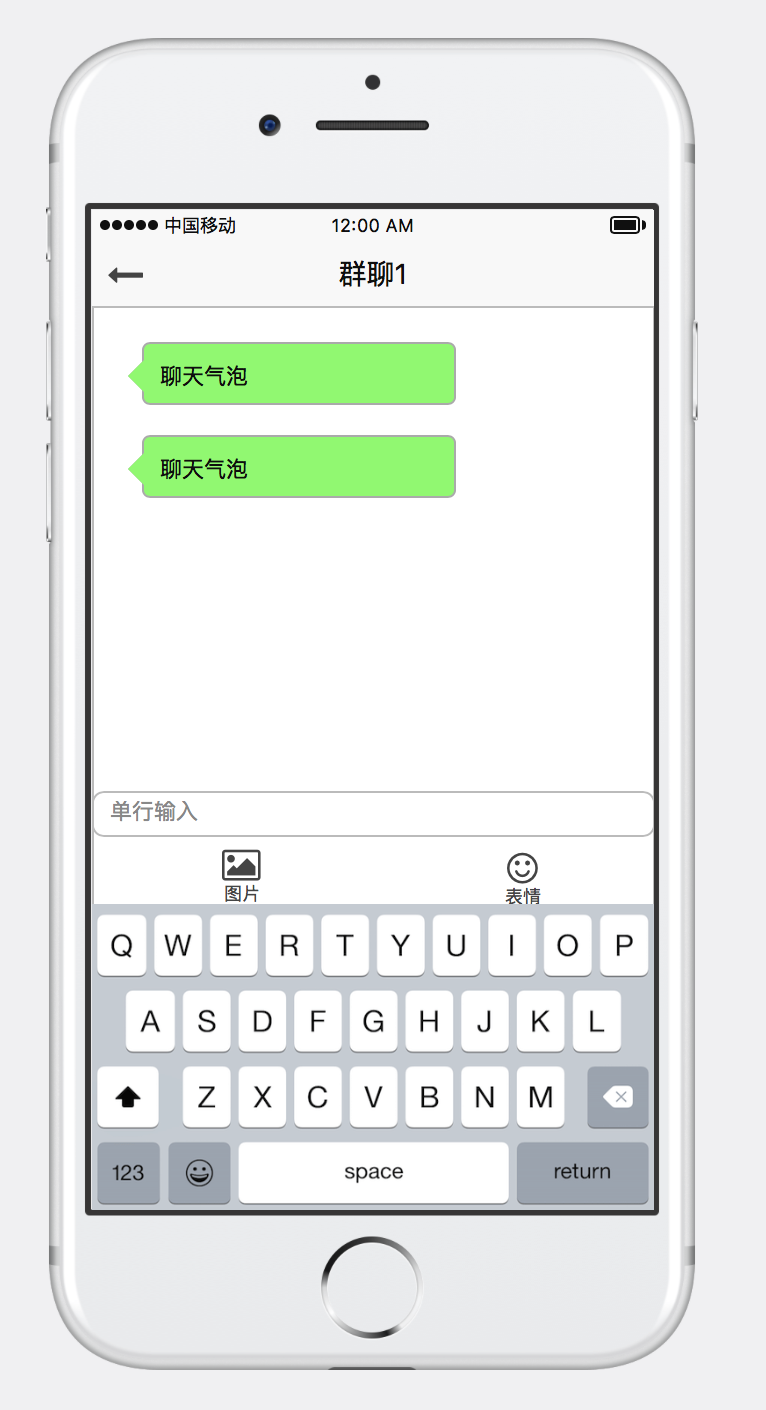 中国移动 12:00 AM
群聊1
聊天气泡
聊天气泡
单行输入
图片 表情
Q W E R T Y U I O P
A S D F G H J K L
Z X C V B N M
123 space return